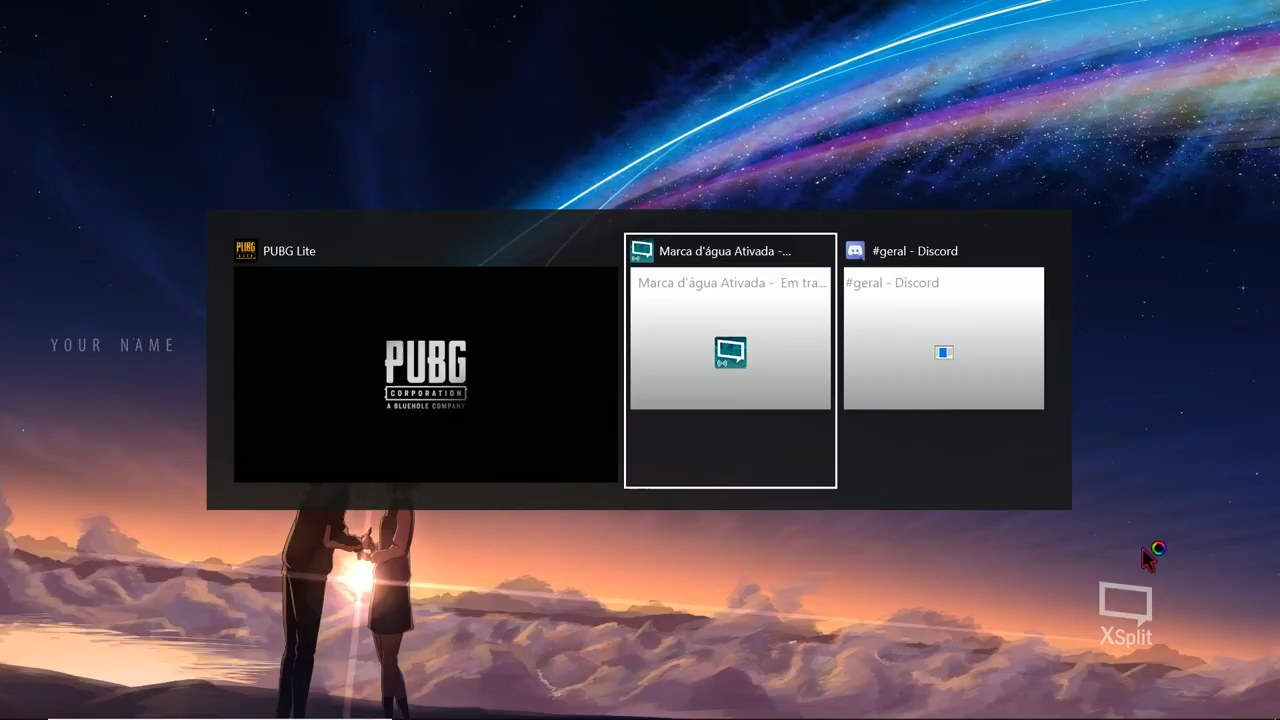 PUBG Lite
Marca d'água Ativada -...
#geral - Discord
Marca d'água Ativada -  Em tra...
#geral - Discord
PUBG
CORPORATION
A BLUEHOLE COMPANY
YOUR NAME
XSplit